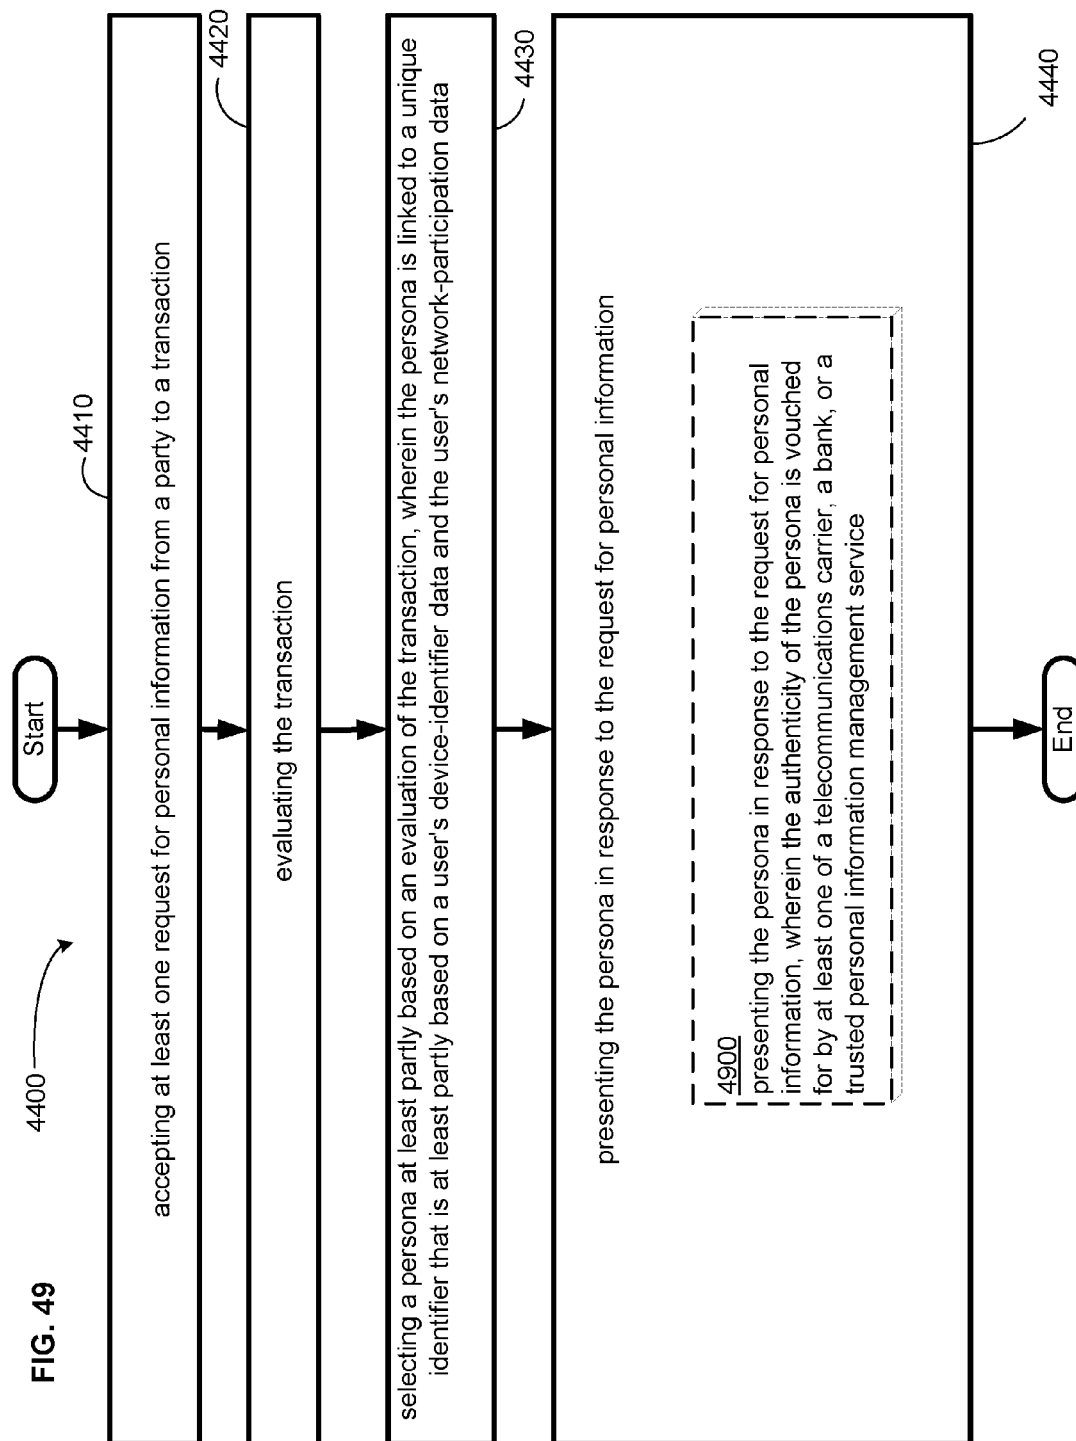 FIG. 49
4400
Start
4410
accepting at least one request for personal information from a party to a transaction
4420
evaluating the transaction
4430
selecting a persona at least partly based on an evaluation of the transaction, wherein the persona is linked to a unique
identifier that is at least partly based on a user's device-identifier data and the user's network-participation data
4440
presenting the persona in response to the request for personal information
4900
presenting the persona in response to the request for personal
information, wherein the authenticity of the persona is vouched
for by at least one of a telecommunications carrier, a bank, or a
trusted personal information management service
End